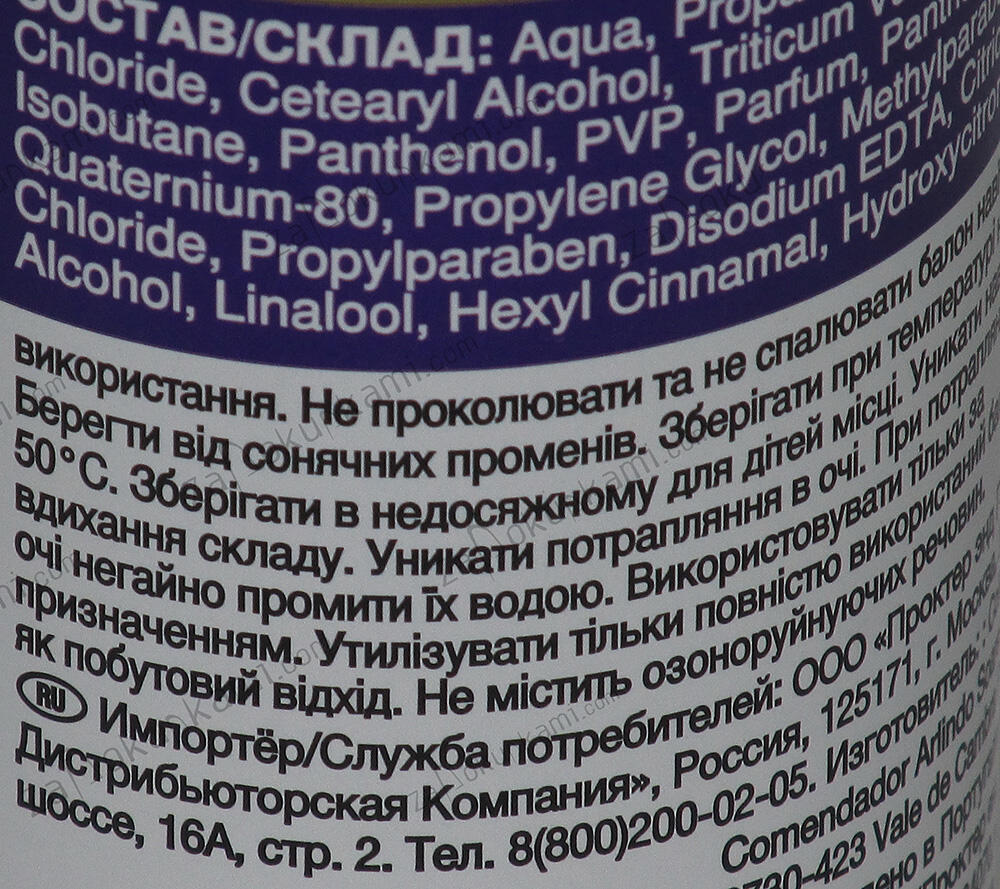 СОСТАВ/СКЛАД: Aqua,
Chloride, Cetearyl Alcohol, Triticum
Isobutane, Panthenol, PVP, Parfum,
Quaternium-80, Propylene Glycol,
Chloride, Propylparaben, Disodium EDTA,
Alcohol, Linalool, Hexyl Cinnamal,
використання. Не проколювати та не спалювати балон
Берегти від сонячних променів. Зберігати при
50°С. Зберігати в недосяжному для дітей місці. Уникати
вдихання складу. Уникати потрапляння в очі. При
очі негайно промити їх водою. Використовувати тільки за
призначенням. Утилізувати тільки повністю використаний
як побутовий відхід. Не містить озоноруйнуючих речовин.
RU Импортёр/Служба потребителей: ООО «Проктер
Дистрибьюторская Компания», Россия, 125171, г.
шоссе, 16А, стр. 2. Тел. 8(800)200-02-05. Изготовитель:
Comendador Arlindo
-423 Vale de
в